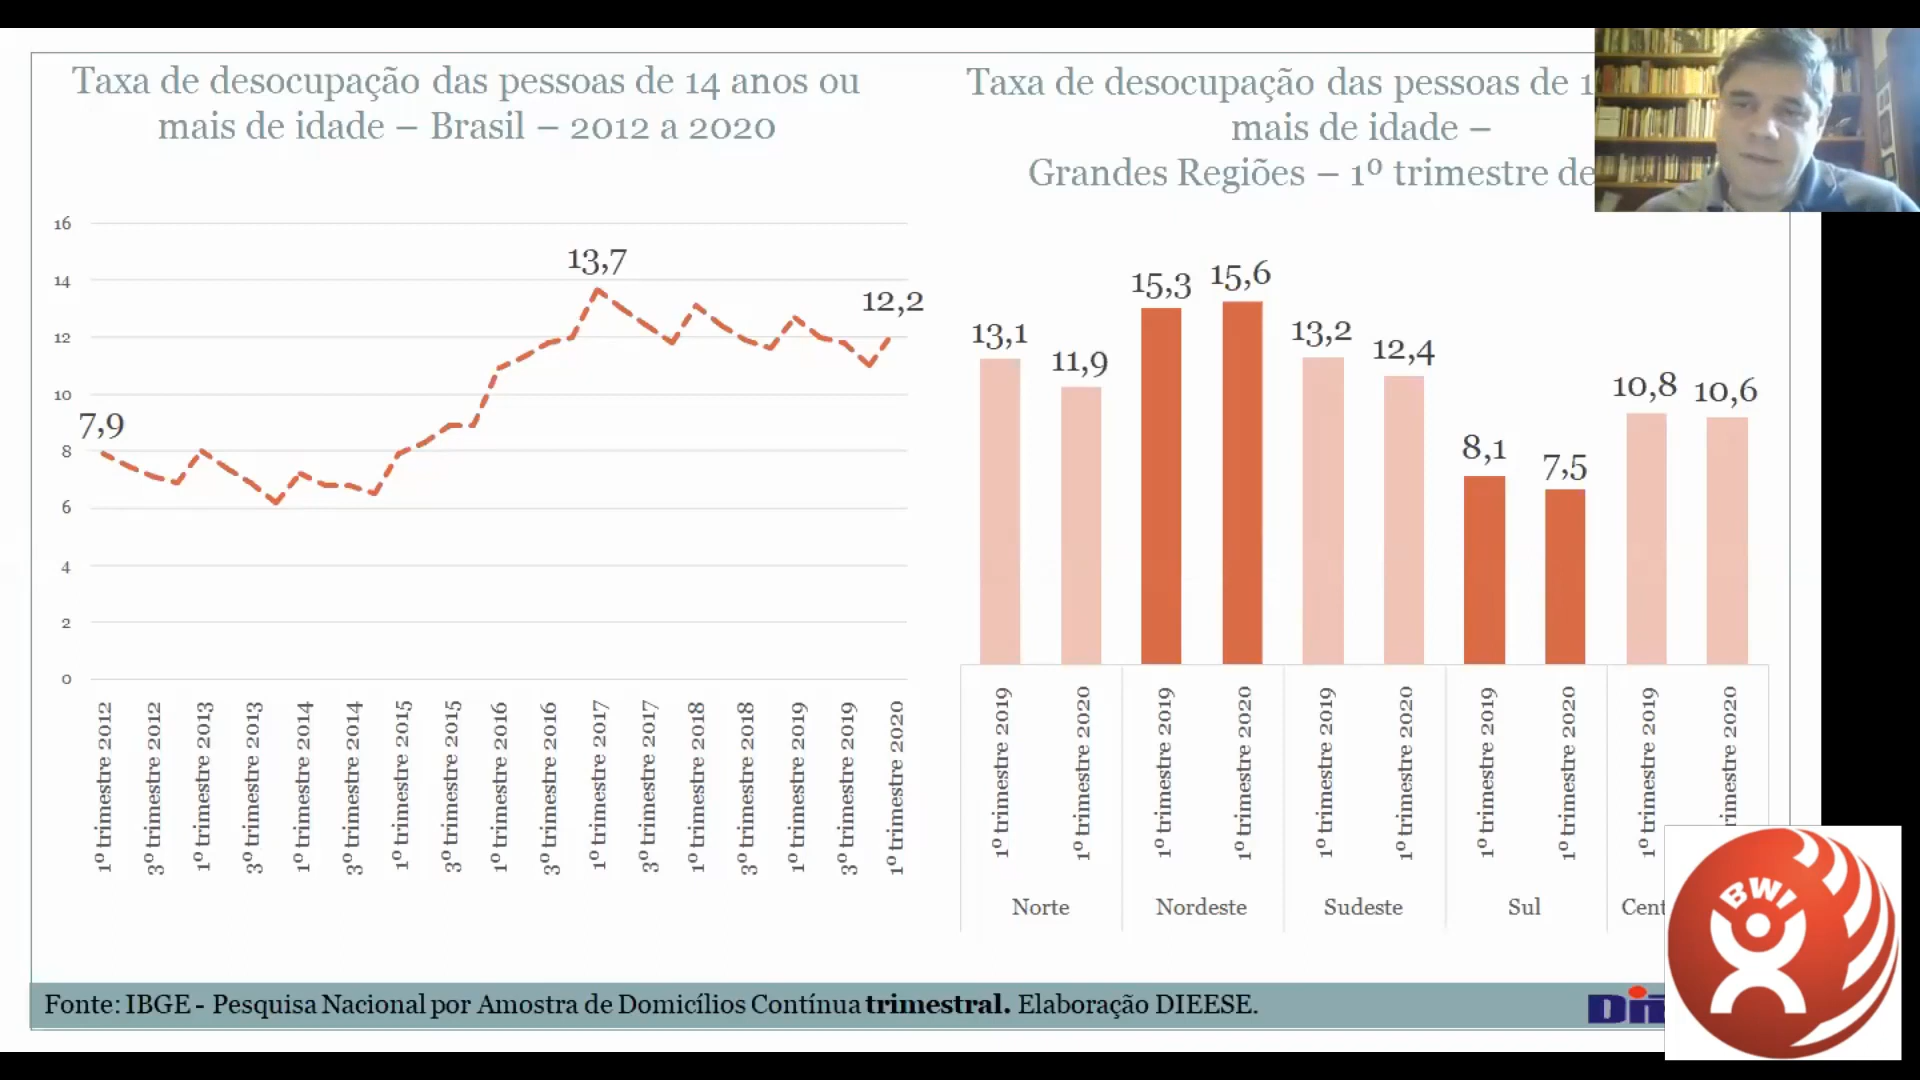 Taxa de desocupação das pessoas de 14 anos ou
mais de idade – Brasil – 2012 a 2020
16
14
12
10
8
6
4
2
0
7,9
13,7
12,2
1º trimestre 2012
3º trimestre 2012
1º trimestre 2013
3º trimestre 2013
1º trimestre 2014
3º trimestre 2014
1º trimestre 2015
3º trimestre 2015
1º trimestre 2016
3º trimestre 2016
1º trimestre 2017
3º trimestre 2017
1º trimestre 2018
3º trimestre 2018
1º trimestre 2019
3º trimestre 2019
1º trimestre 2020
Taxa de desocupação das pessoas de 1
mais de idade –
Grandes Regiões – 1º trimestre de
13,1
11,9
15,3
15,6
13,2
12,4
8,1
7,5
10,8
10,6
1º trimestre 2019
1º trimestre 2020
1º trimestre 2019
1º trimestre 2020
1º trimestre 2019
1º trimestre 2020
1º trimestre 2019
1º trimestre 2020
1º trimestre 2019
rimestre 2020
Norte
Nordeste
Sudeste
Sul
Cent
Fonte: IBGE - Pesquisa Nacional por Amostra de Domicílios Contínua trimestral. Elaboração DIEESE.
BWI